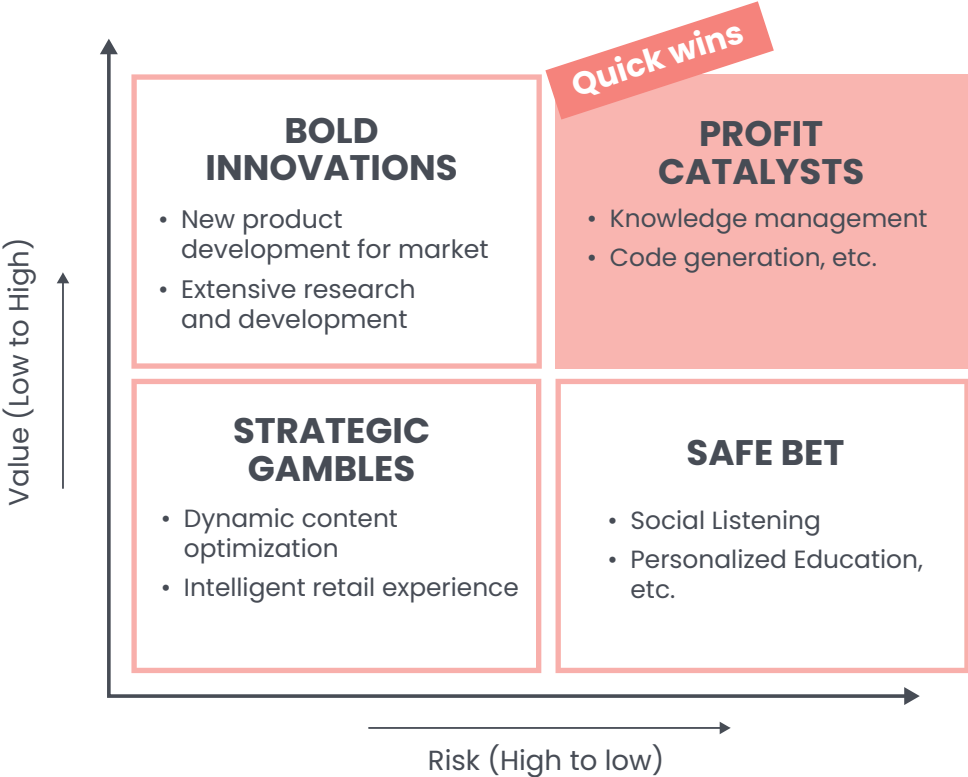 Quick wins
BOLD
INNOVATIONS
• New product
development for market
• Extensive research
and development
PROFIT
CATALYSTS
• Knowledge management
• Code generation, etc.
STRATEGIC
GAMBLES
• Dynamic content
optimization
• Intelligent retail experience
SAFE BET
• Social Listening
• Personalized Education,
etc.
Value (Low to High)
Risk (High to low)